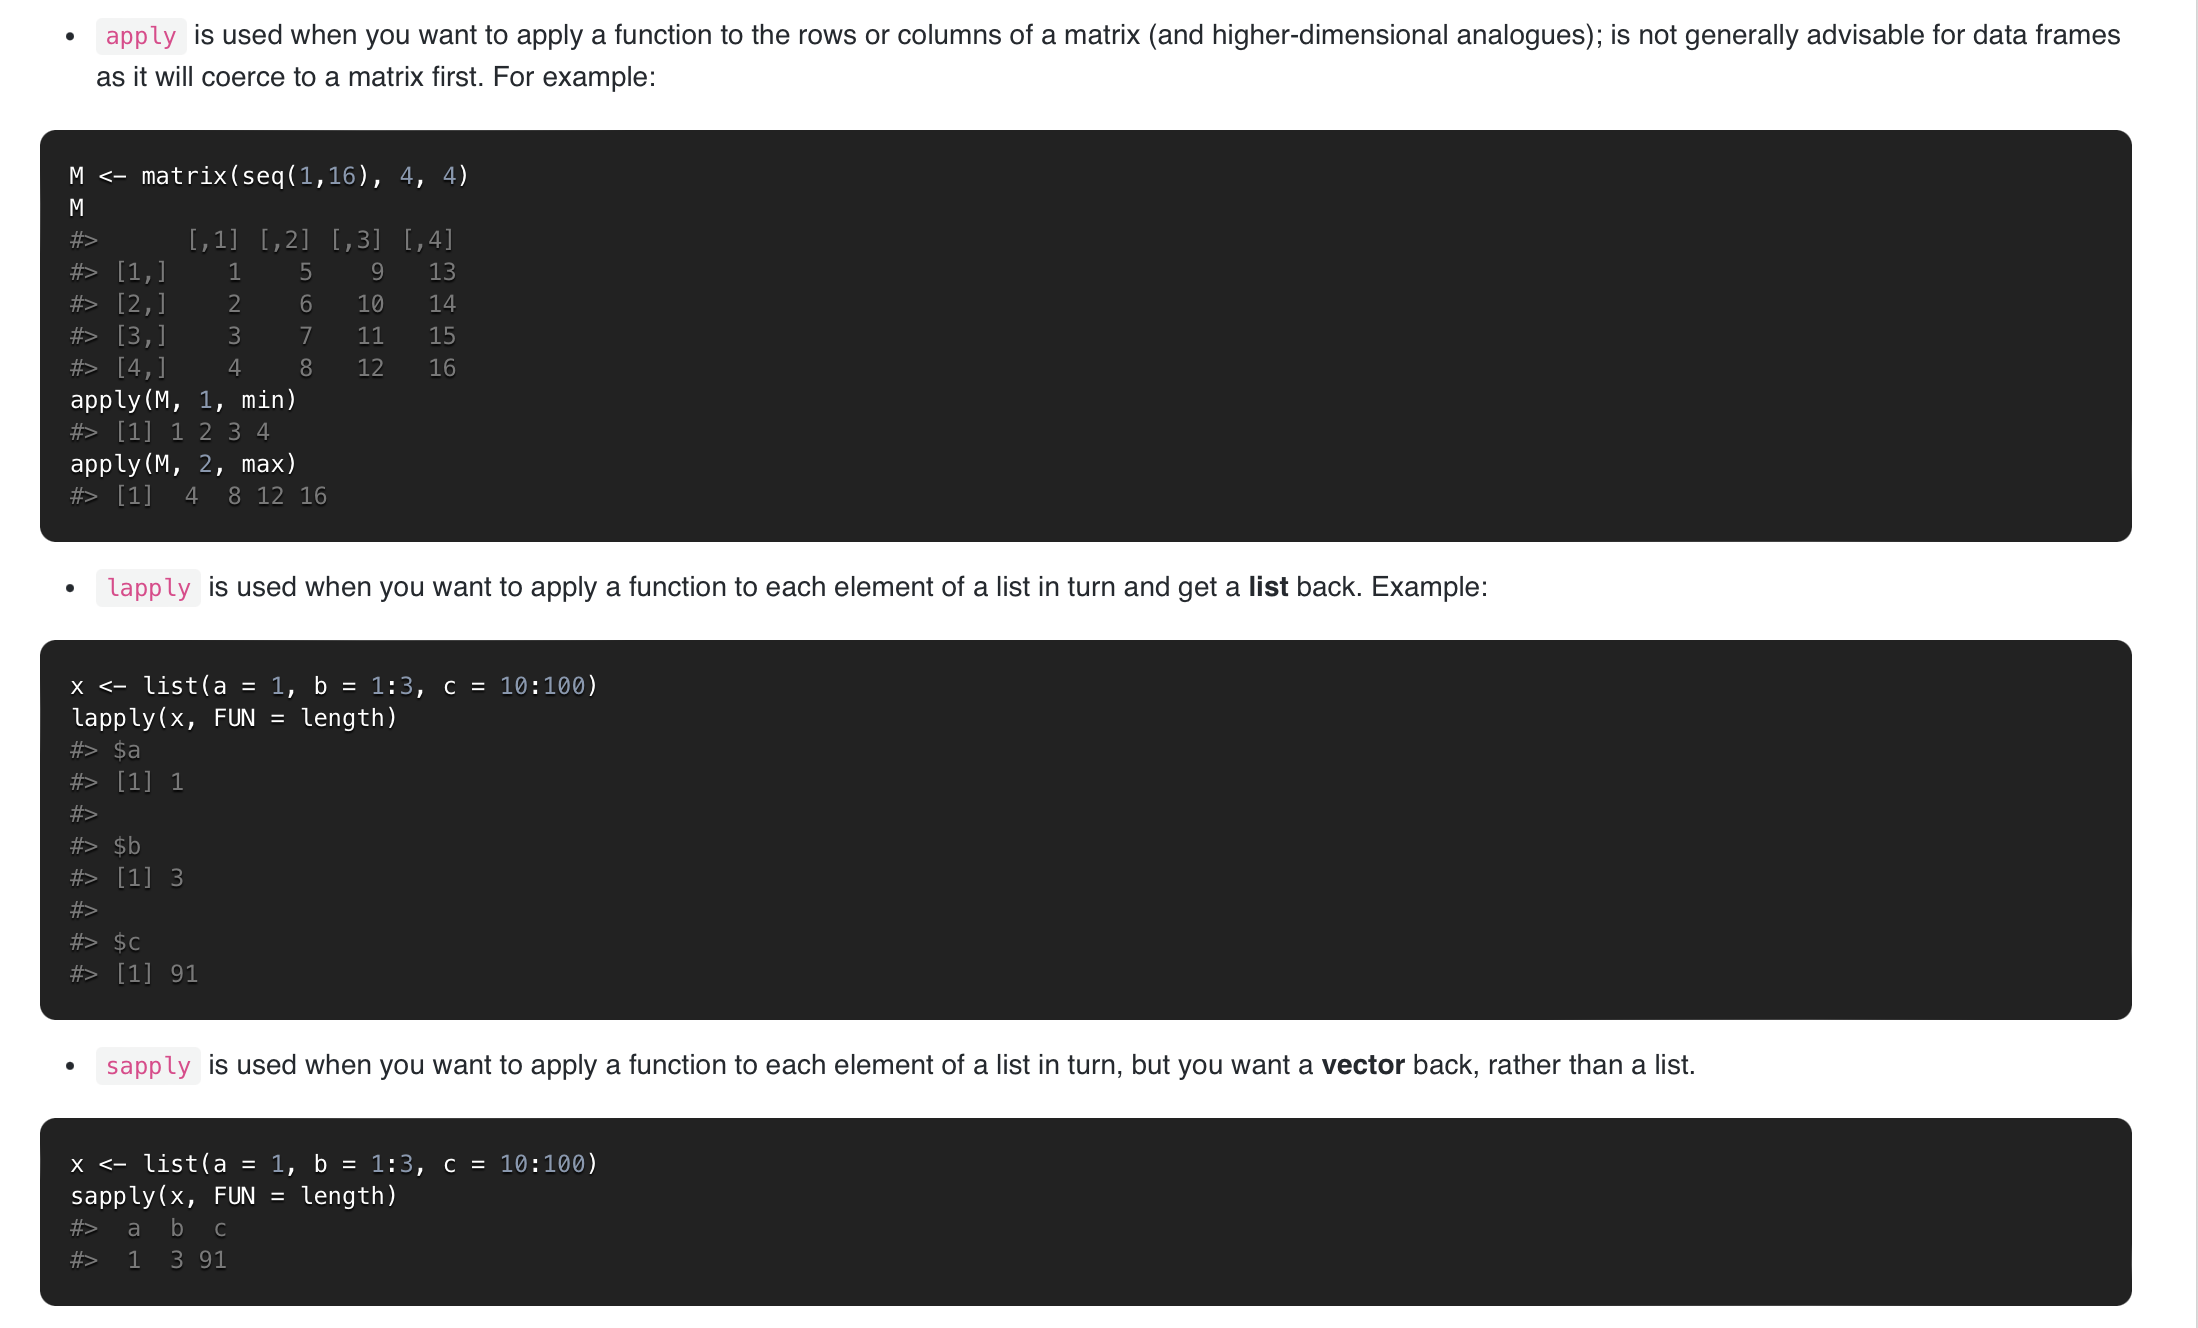 • apply is used when you want to apply a function to the rows or columns of a matrix (and higher-dimensional analogues); is not generally advisable for data frames
as it will coerce to a matrix first. For example:
M <- matrix(seq(1,16), 4, 4)
M
#>      [,1] [,2] [,3] [,4]
#> [1,]    1    5    9   13
#> [2,]    2    6   10   14
#> [3,]    3    7   11   15
#> [4,]    4    8   12   16
apply(M, 1, min)
#> [1] 1 2 3 4
apply(M, 2, max)
#> [1]  4  8 12 16
• lapply is used when you want to apply a function to each element of a list in turn and get a list back. Example:
x <- list(a = 1, b = 1:3, c = 10:100)
lapply(x, FUN = length)
#> $a
#> [1] 1
#>
#> $b
#> [1] 3
#>
#> $c
#> [1] 91
• sapply is used when you want to apply a function to each element of a list in turn, but you want a vector back, rather than a list.
x <- list(a = 1, b = 1:3, c = 10:100)
sapply(x, FUN = length)
#>  a  b  c
#>  1  3 91